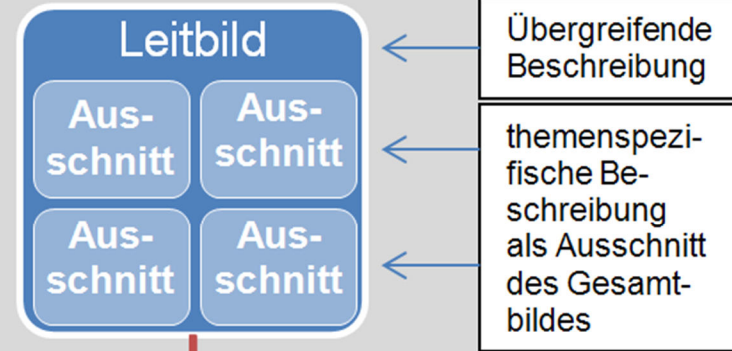 Leitbild
Aus-
schnitt
Aus-
schnitt
Aus-
schnitt
Aus-
schnitt
Übergreifende
Beschreibung
themenspezi-
fische Be-
schreibung
als Ausschnitt
des Gesamt-
bildes